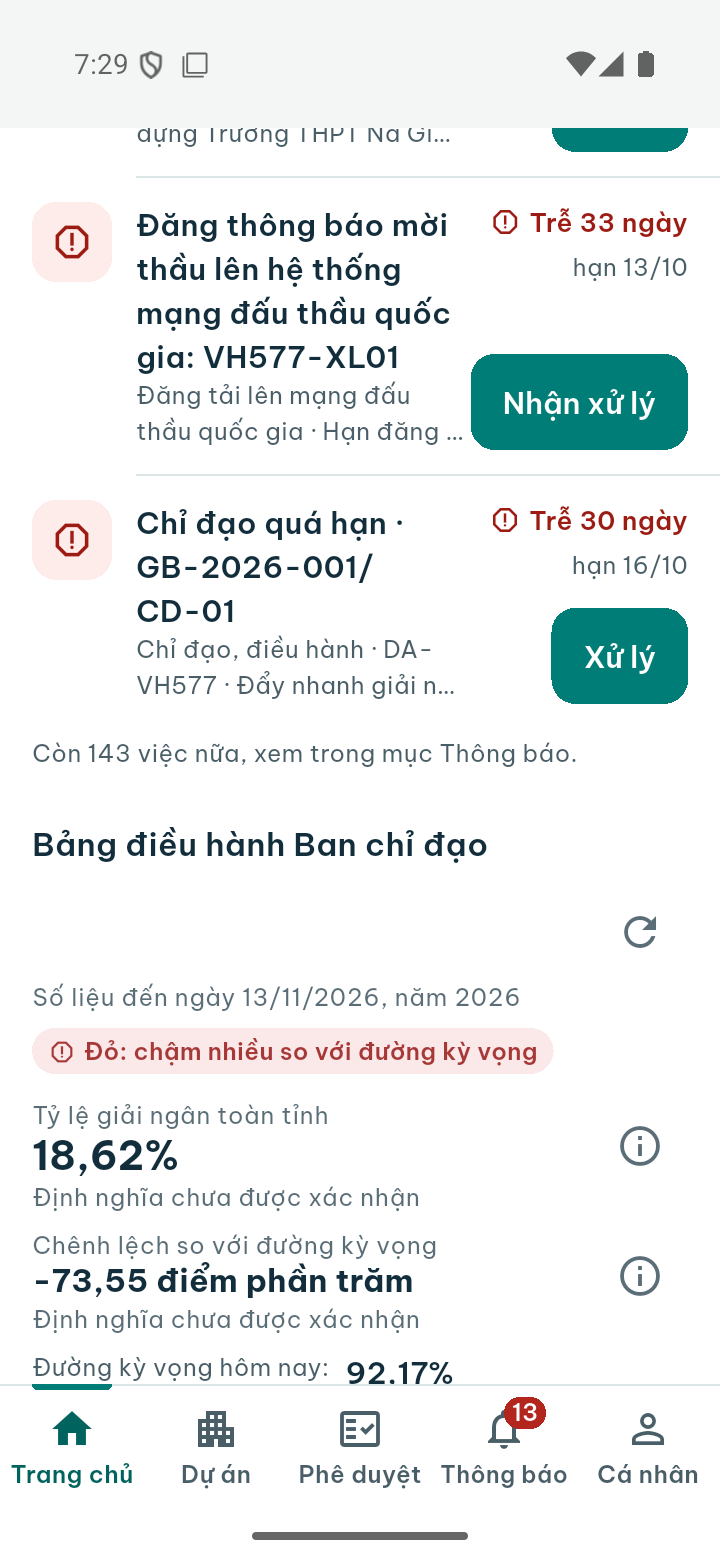 7:29
dựng Trường THPT Na Gi...
Đăng thông báo mời
thầu lên hệ thống
mạng đấu thầu quốc
gia: VH577-XL01
Đăng tải lên mạng đấu
thầu quốc gia · Hạn đăng ...
Trễ 33 ngày
hạn 13/10
Nhận xử lý
Chỉ đạo quá hạn ·
GB-2026-001/
CD-01
Chỉ đạo, điều hành · DA-
VH577 · Đẩy nhanh giải n...
Trễ 30 ngày
hạn 16/10
Xử lý
Còn 143 việc nữa, xem trong mục Thông báo.
Bảng điều hành Ban chỉ đạo
Số liệu đến ngày 13/11/2026, năm 2026
Đỏ: chậm nhiều so với đường kỳ vọng
Tỷ lệ giải ngân toàn tỉnh
18,62%
Định nghĩa chưa được xác nhận
Chênh lệch so với đường kỳ vọng
-73,55 điểm phần trăm
Định nghĩa chưa được xác nhận
Đường kỳ vọng hôm nay: 92,17%
13
Trang chủ
Dự án
Phê duyệt
Thông báo
Cá nhân